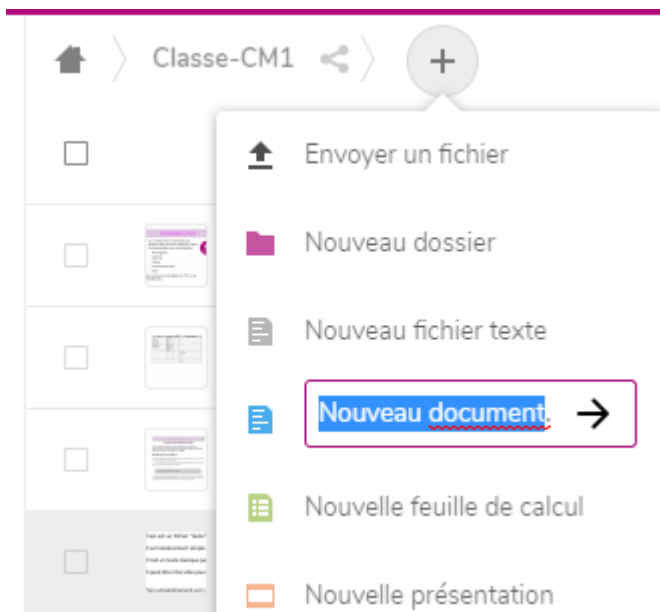 Classe-CM1
Envoyer un fichier
Nouveau dossier
Nouveau fichier texte
Nouveau document.
Nouvelle feuille de calcul
Nouvelle présentation